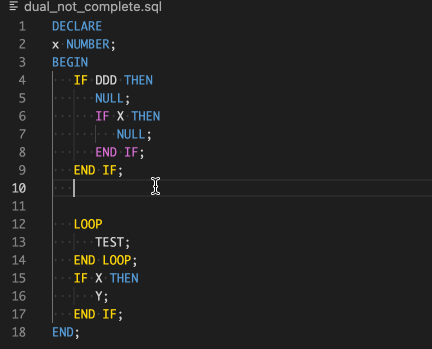 dual_not_complete.sql
1 DECLARE
2 x NUMBER;
3 BEGIN
4 IF DDD THEN
5 NULL;
6 IF X THEN
7 NULL;
8 END IF;
9 END IF;
10
11
12 LOOP
13 TEST;
14 END LOOP;
15 IF X THEN
16 Y;
17 END IF;
18 END;